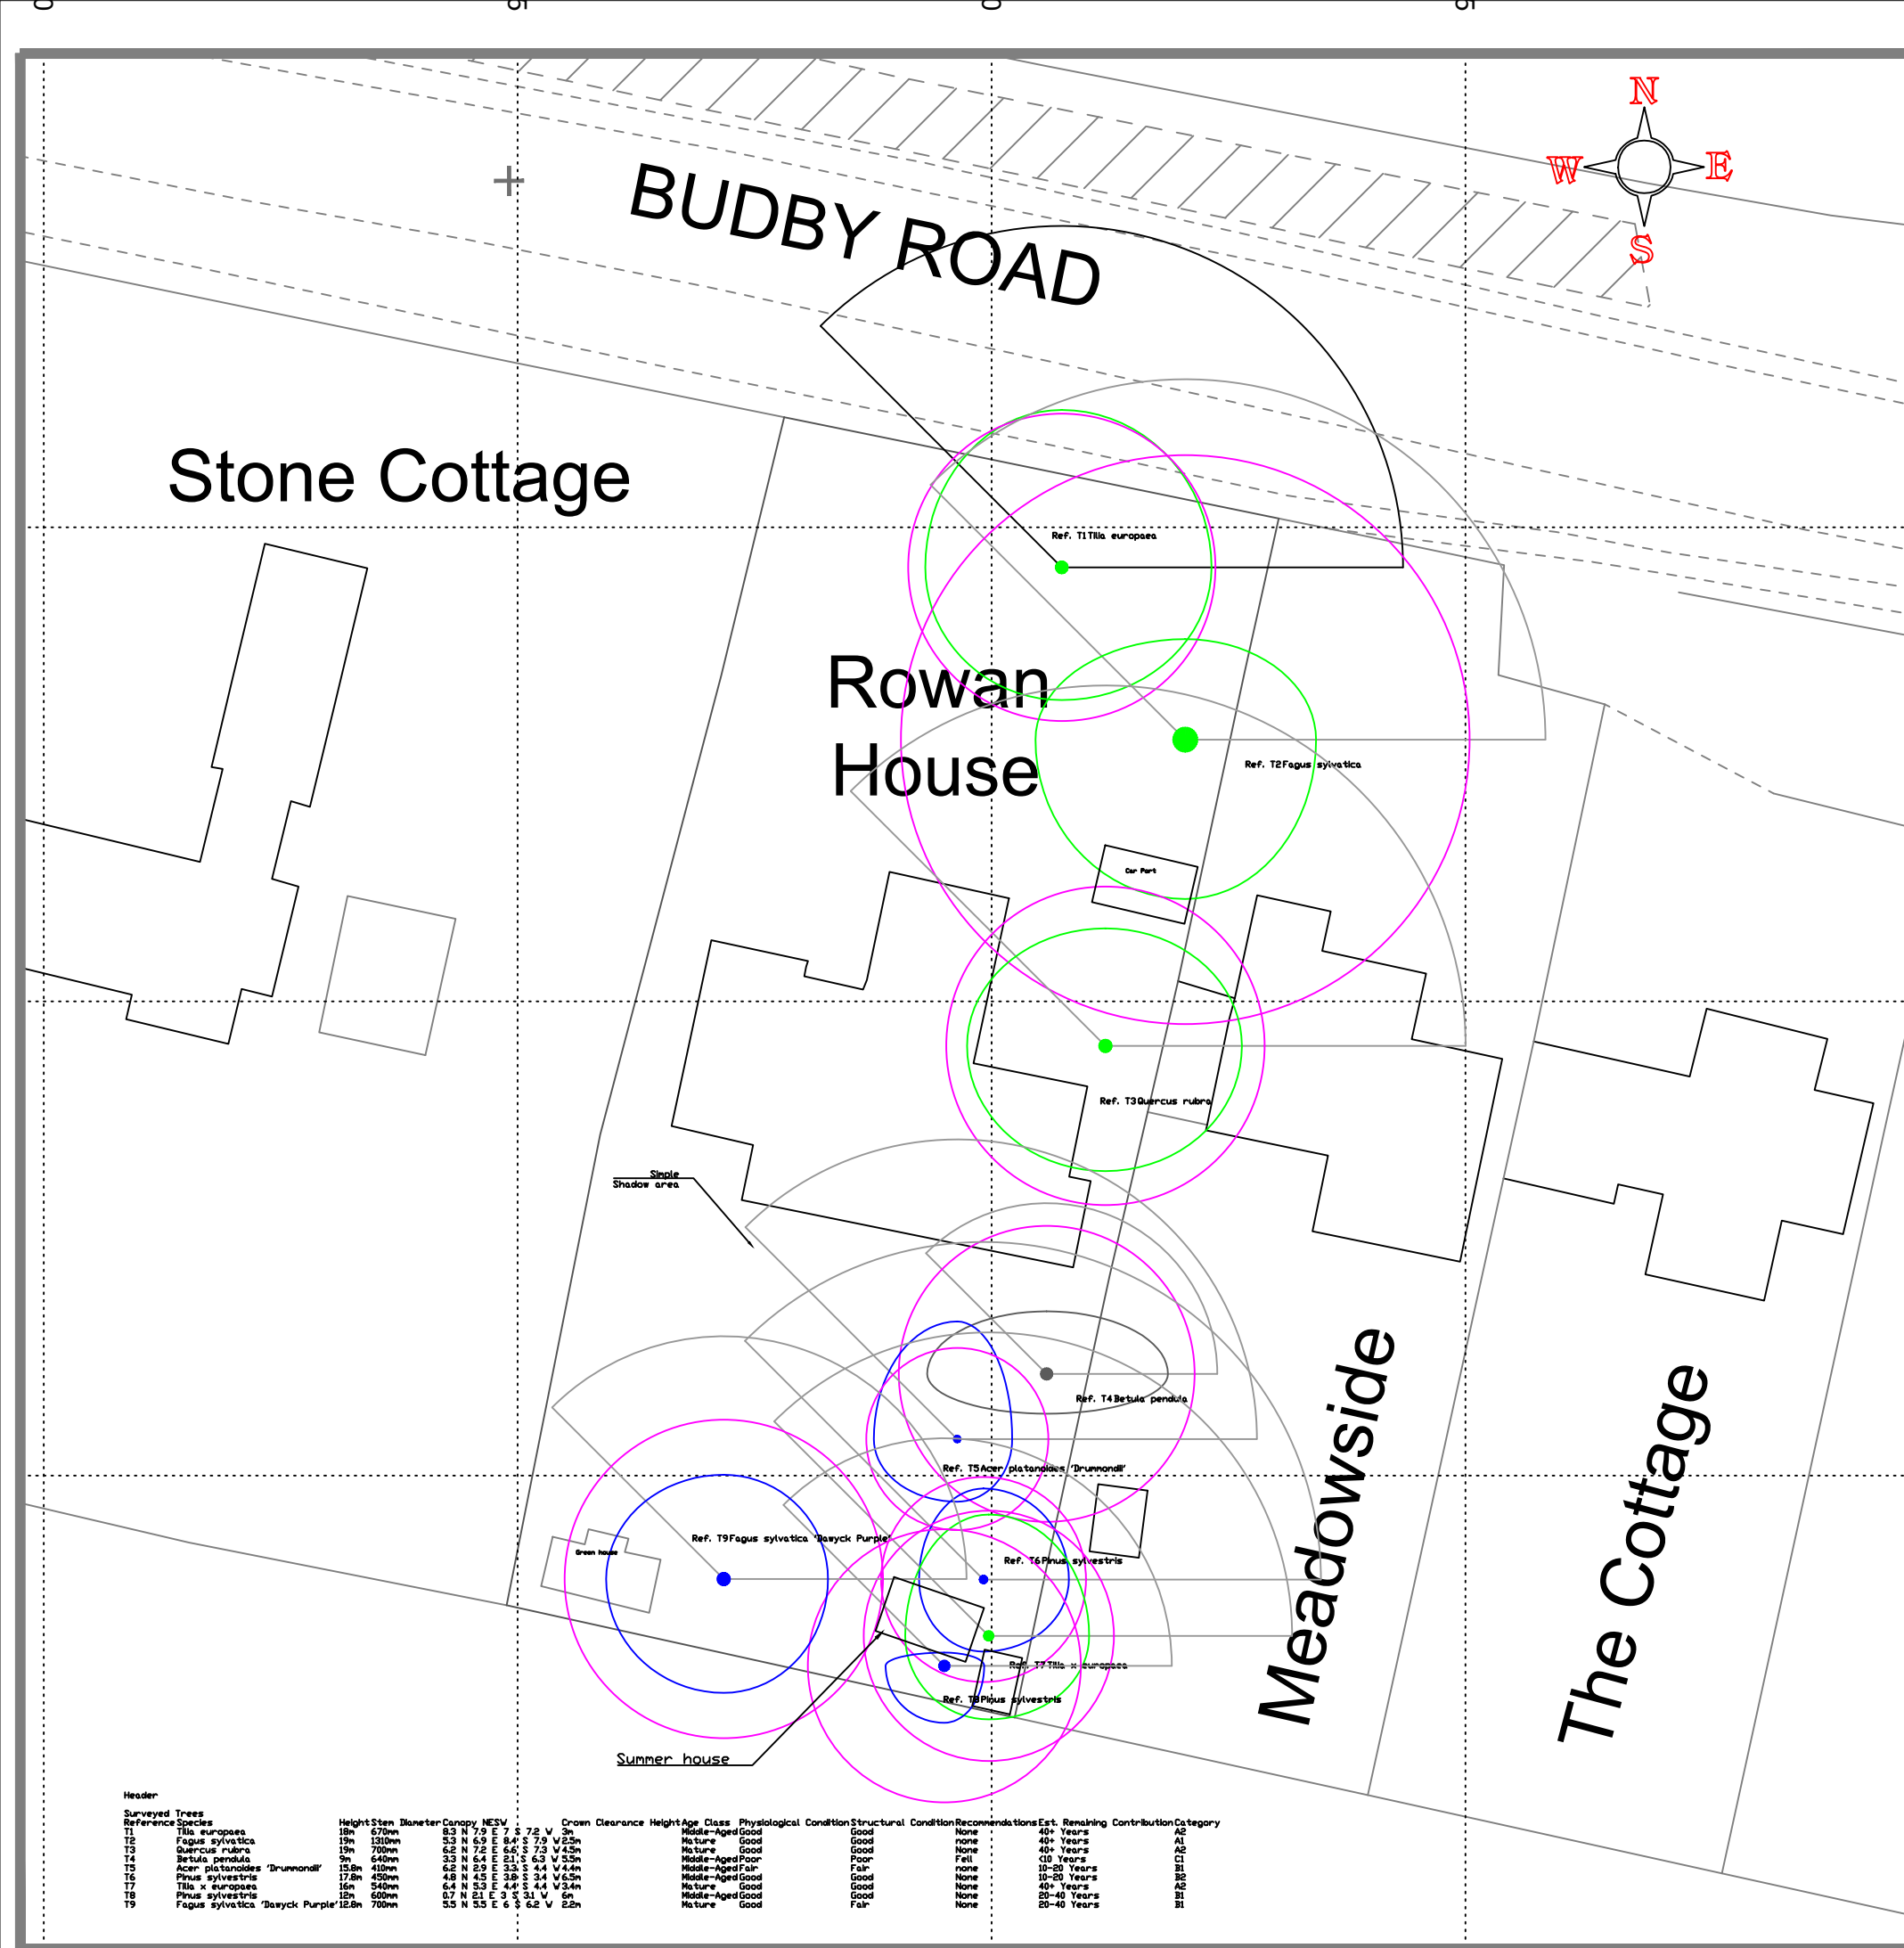 0 5 0 5
N
W E
S
BUDBY ROAD
Stone Cottage
Ref. T1 Tilia europaea
Rowan
House
Ref. T2 Fagus sylvatica
Car Port
Ref. T3 Quercus rubra
Simple
Shadow area
Ref. T4 Betula pendula
Meadowside
The Cottage
Ref. T5 Acer platanoides 'Drummondii'
Ref. T9 Fagus sylvatica 'Dawyck Purple'
Green house
Ref. T6 Pinus sylvestris
Ref. T7 Tilia x europaea
Ref. T8 Pinus sylvestris
Summer house
Header
Surveyed Trees
Reference Species Height Stem Diameter Canopy NESW Crown Clearance Height Age Class Physiological Condition Structural Condition Recommendations Est. Remaining Contribution Category
T1 Tilia europaea 18m 670mm 8.3 N 7.9 E 7 S 7.2 W 3m Middle-Aged Good Good None 40+ Years A2
T2 Fagus sylvatica 19m 1310mm 5.3 N 6.9 E 8.4 S 7.9 W 2.5m Mature Good Good none 40+ Years A1
T3 Quercus rubra 19m 700mm 6.2 N 7.2 E 6.6 S 7.3 W 4.5m Mature Good Good None 40+ Years A2
T4 Betula pendula 9m 640mm 3.3 N 6.4 E 2.1 S 6.3 W 5.5m Middle-Aged Poor Poor Fell <10 Years C1
T5 Acer platanoides 'Drummondii' 15.8m 410mm 6.2 N 2.9 E 3.3 S 4.4 W 4.4m Middle-Aged Fair Fair none 10-20 Years B1
T6 Pinus sylvestris 17.8m 450mm 4.8 N 4.5 E 3.8 S 3.4 W 6.5m Middle-Aged Good Good None 10-20 Years B2
T7 Tilia x europaea 16m 540mm 6.4 N 5.3 E 4.4 S 4.4 W 3.4m Mature Good Good None 40+ Years A2
T8 Pinus sylvestris 12m 600mm 0.7 N 2.1 E 3 S 3.1 W 6m Middle-Aged Good Good None 20-40 Years B1
T9 Fagus sylvatica 'Dawyck Purple' 12.8m 700mm 5.5 N 5.5 E 6 S 6.2 W 2.2m Mature Good Fair None 20-40 Years B1